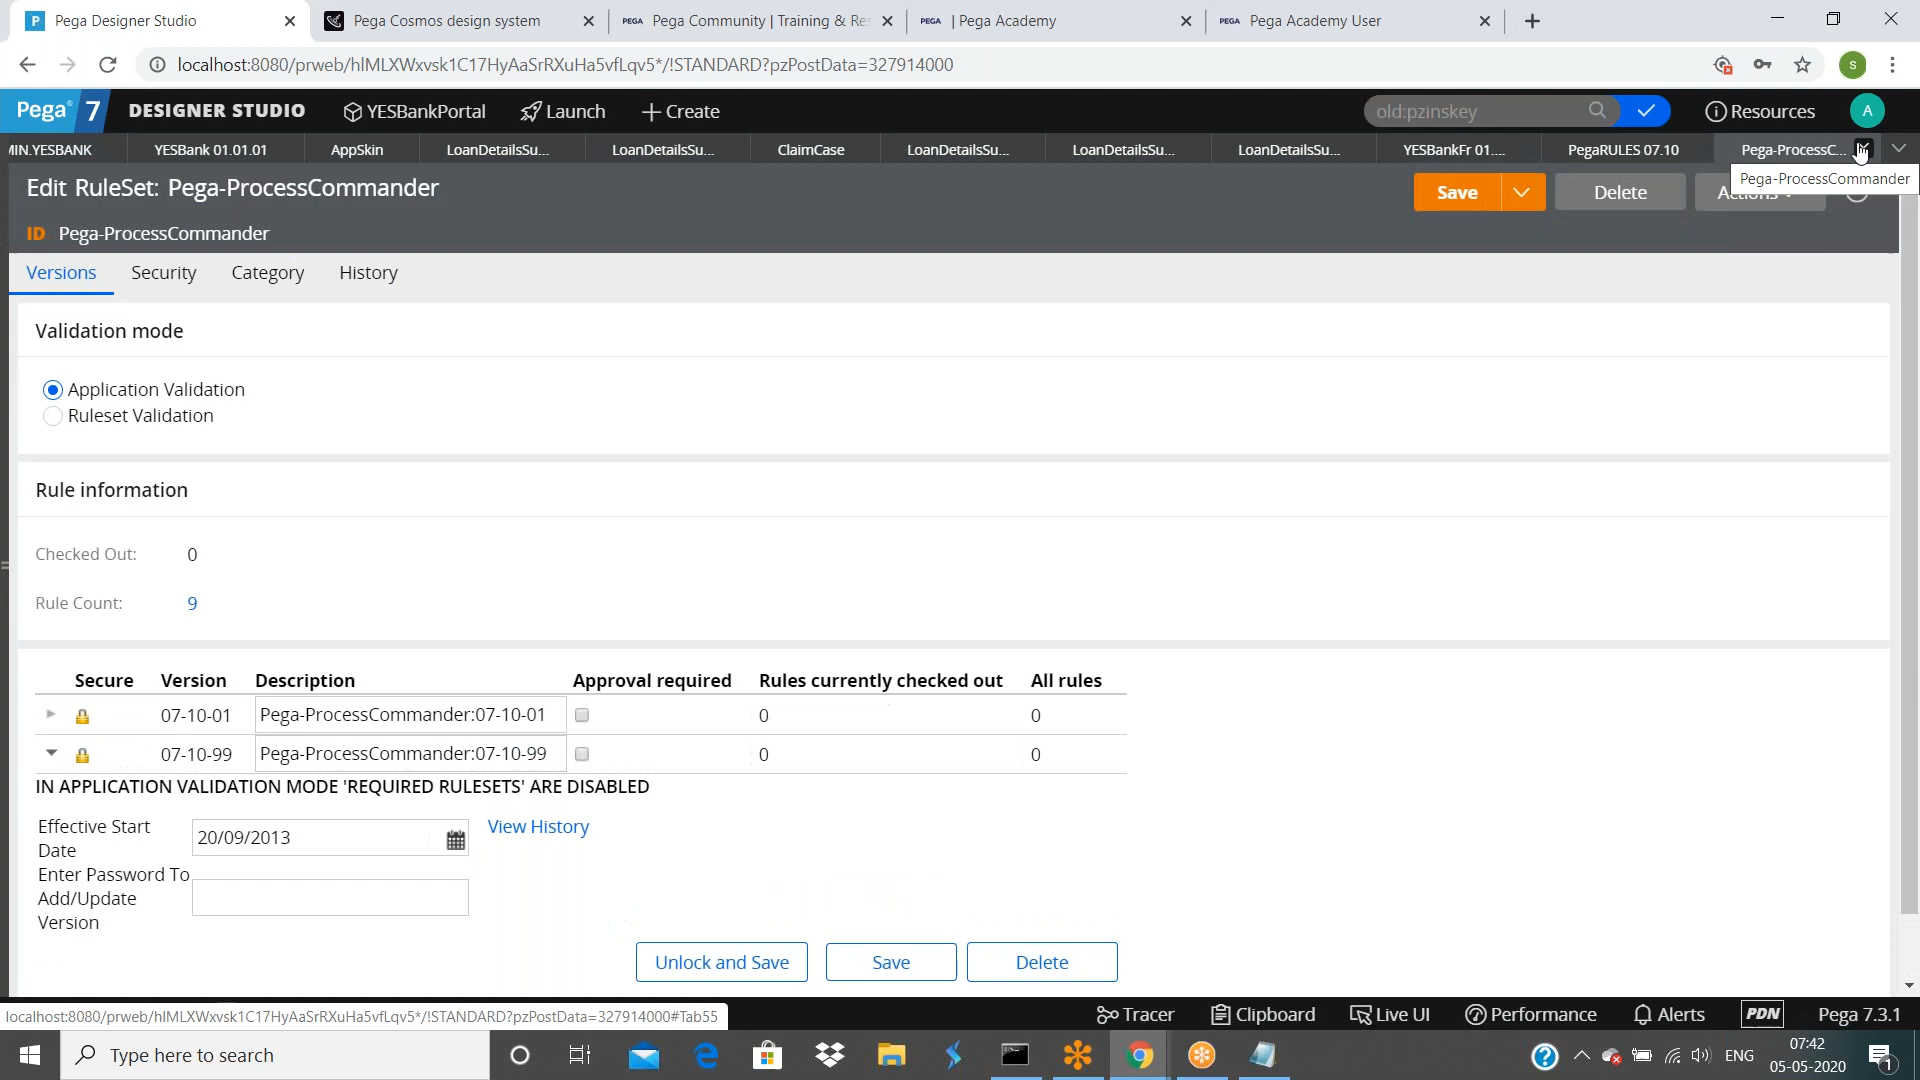 Pega Designer Studio
Pega Cosmos design system
PEGA Pega Community | Training & Res
PEGA | Pega Academy
PEGA Pega Academy User
localhost:8080/prweb/hIMLXWxvsk1C17HyAaSrRXuHa5vfLqv5*/!STANDARD?pzPostData=327914000
S
Pega 7 DESIGNER STUDIO YESBankPortal Launch Create
old:pzinskey
Resources
A
MIN.YESBANK YESBank 01.01.01 AppSkin LoanDetailsSu... LoanDetailsSu... ClaimCase LoanDetailsSu... LoanDetailsSu... LoanDetailsSu... YESBankFr 01.... PegaRULES 07.10 Pega-ProcessC...
Pega-ProcessCommander
Edit RuleSet: Pega-ProcessCommander
Save Delete Actions
ID Pega-ProcessCommander
Versions Security Category History
Validation mode
Application Validation
Ruleset Validation
Rule information
Checked Out: 0
Rule Count: 9
Secure Version Description Approval required Rules currently checked out All rules
07-10-01 Pega-ProcessCommander:07-10-01 0 0
07-10-99 Pega-ProcessCommander:07-10-99 0 0
IN APPLICATION VALIDATION MODE 'REQUIRED RULESETS' ARE DISABLED
Effective Start
Date
20/09/2013
View History
Enter Password To
Add/Update
Version
Unlock and Save Save Delete
localhost:8080/prweb/hIMLXWxvsk1C17HyAaSrRXuHa5vfLqv5*/!STANDARD?pzPostData=327914000#Tab55
Tracer Clipboard Live UI Performance Alerts PDN Pega 7.3.1
Type here to search
ENG
07:42
05-05-2020
1